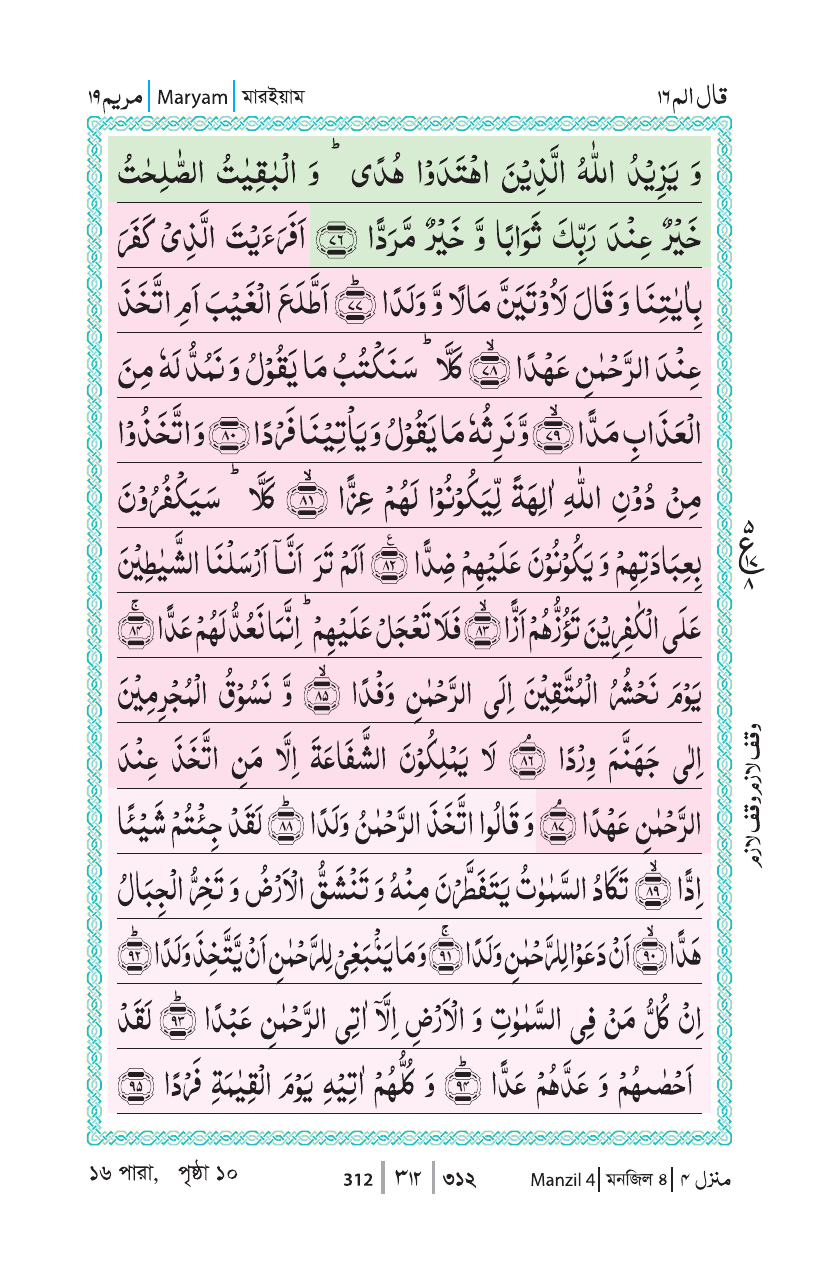 مريم ١٩ | Maryam | মারইয়াম
قال الم ١٦
وَ يَزِيْدُ اللّٰهُ الَّذِيْنَ اهْتَدَوْا هُدًى ؕ وَ الْبٰقِيٰتُ الصّٰلِحٰتُ
خَيْرٌ عِنْدَ رَبِّكَ ثَوَابًا وَّ خَيْرٌ مَّرَدًّا ﴿٧٦﴾ اَفَرَءَيْتَ الَّذِيْ كَفَرَ
بِاٰيٰتِنَا وَ قَالَ لَاُوْتَيَنَّ مَالًا وَّ وَلَدًا ؕ﴿٧٧﴾ اَطَّلَعَ الْغَيْبَ اَمِ اتَّخَذَ
عِنْدَ الرَّحْمٰنِ عَهْدًا ۙ﴿٧٨﴾ كَلَّا ؕ سَنَكْتُبُ مَا يَقُوْلُ وَ نَمُدُّ لَهٗ مِنَ
الْعَذَابِ مَدًّا ۙ﴿٧٩﴾ وَّ نَرِثُهٗ مَا يَقُوْلُ وَ يَاْتِيْنَا فَرْدًا ﴿٨٠﴾ وَ اتَّخَذُوْا
مِنْ دُوْنِ اللّٰهِ اٰلِهَةً لِّيَكُوْنُوْا لَهُمْ عِزًّا ۙ﴿٨١﴾ كَلَّا ؕ سَيَكْفُرُوْنَ
بِعِبَادَتِهِمْ وَ يَكُوْنُوْنَ عَلَيْهِمْ ضِدًّا ﴿٨٢﴾ اَلَمْ تَرَ اَنَّاۤ اَرْسَلْنَا الشَّيٰطِيْنَ
عَلَى الْكٰفِرِيْنَ تَؤُزُّهُمْ اَزًّا ۙ﴿٨٣﴾ فَلَا تَعْجَلْ عَلَيْهِمْ ؕ اِنَّمَا نَعُدُّ لَهُمْ عَدًّا ۚ﴿٨٤﴾
يَوْمَ نَحْشُرُ الْمُتَّقِيْنَ اِلَى الرَّحْمٰنِ وَفْدًا ۙ﴿٨٥﴾ وَّ نَسُوْقُ الْمُجْرِمِيْنَ
اِلٰى جَهَنَّمَ وِرْدًا ۘ﴿٨٦﴾ لَا يَمْلِكُوْنَ الشَّفَاعَةَ اِلَّا مَنِ اتَّخَذَ عِنْدَ
الرَّحْمٰنِ عَهْدًا ۘ﴿٨٧﴾ وَ قَالُوا اتَّخَذَ الرَّحْمٰنُ وَلَدًا ؕ﴿٨٨﴾ لَقَدْ جِئْتُمْ شَيْـًٔا
اِدًّا ۙ﴿٨٩﴾ تَكَادُ السَّمٰوٰتُ يَتَفَطَّرْنَ مِنْهُ وَ تَنْشَقُّ الْاَرْضُ وَ تَخِرُّ الْجِبَالُ
هَدًّا ۙ﴿٩٠﴾ اَنْ دَعَوْا لِلرَّحْمٰنِ وَلَدًا ۚ﴿٩١﴾ وَ مَا يَنْۢبَغِيْ لِلرَّحْمٰنِ اَنْ يَّتَّخِذَ وَلَدًا ؕ﴿٩٢﴾
اِنْ كُلُّ مَنْ فِي السَّمٰوٰتِ وَ الْاَرْضِ اِلَّاۤ اٰتِي الرَّحْمٰنِ عَبْدًا ؕ﴿٩٣﴾ لَقَدْ
اَحْصٰىهُمْ وَ عَدَّهُمْ عَدًّا ؕ﴿٩٤﴾ وَ كُلُّهُمْ اٰتِيْهِ يَوْمَ الْقِيٰمَةِ فَرْدًا ﴿٩٥﴾
٥
ع
١٧
٨
وقف لازم وقف لازم
১৬ পারা, পৃষ্ঠা ১০
312 | ٣١٢ | ৩১২
Manzil 4 | মনজিল ৪ | منزل ۴